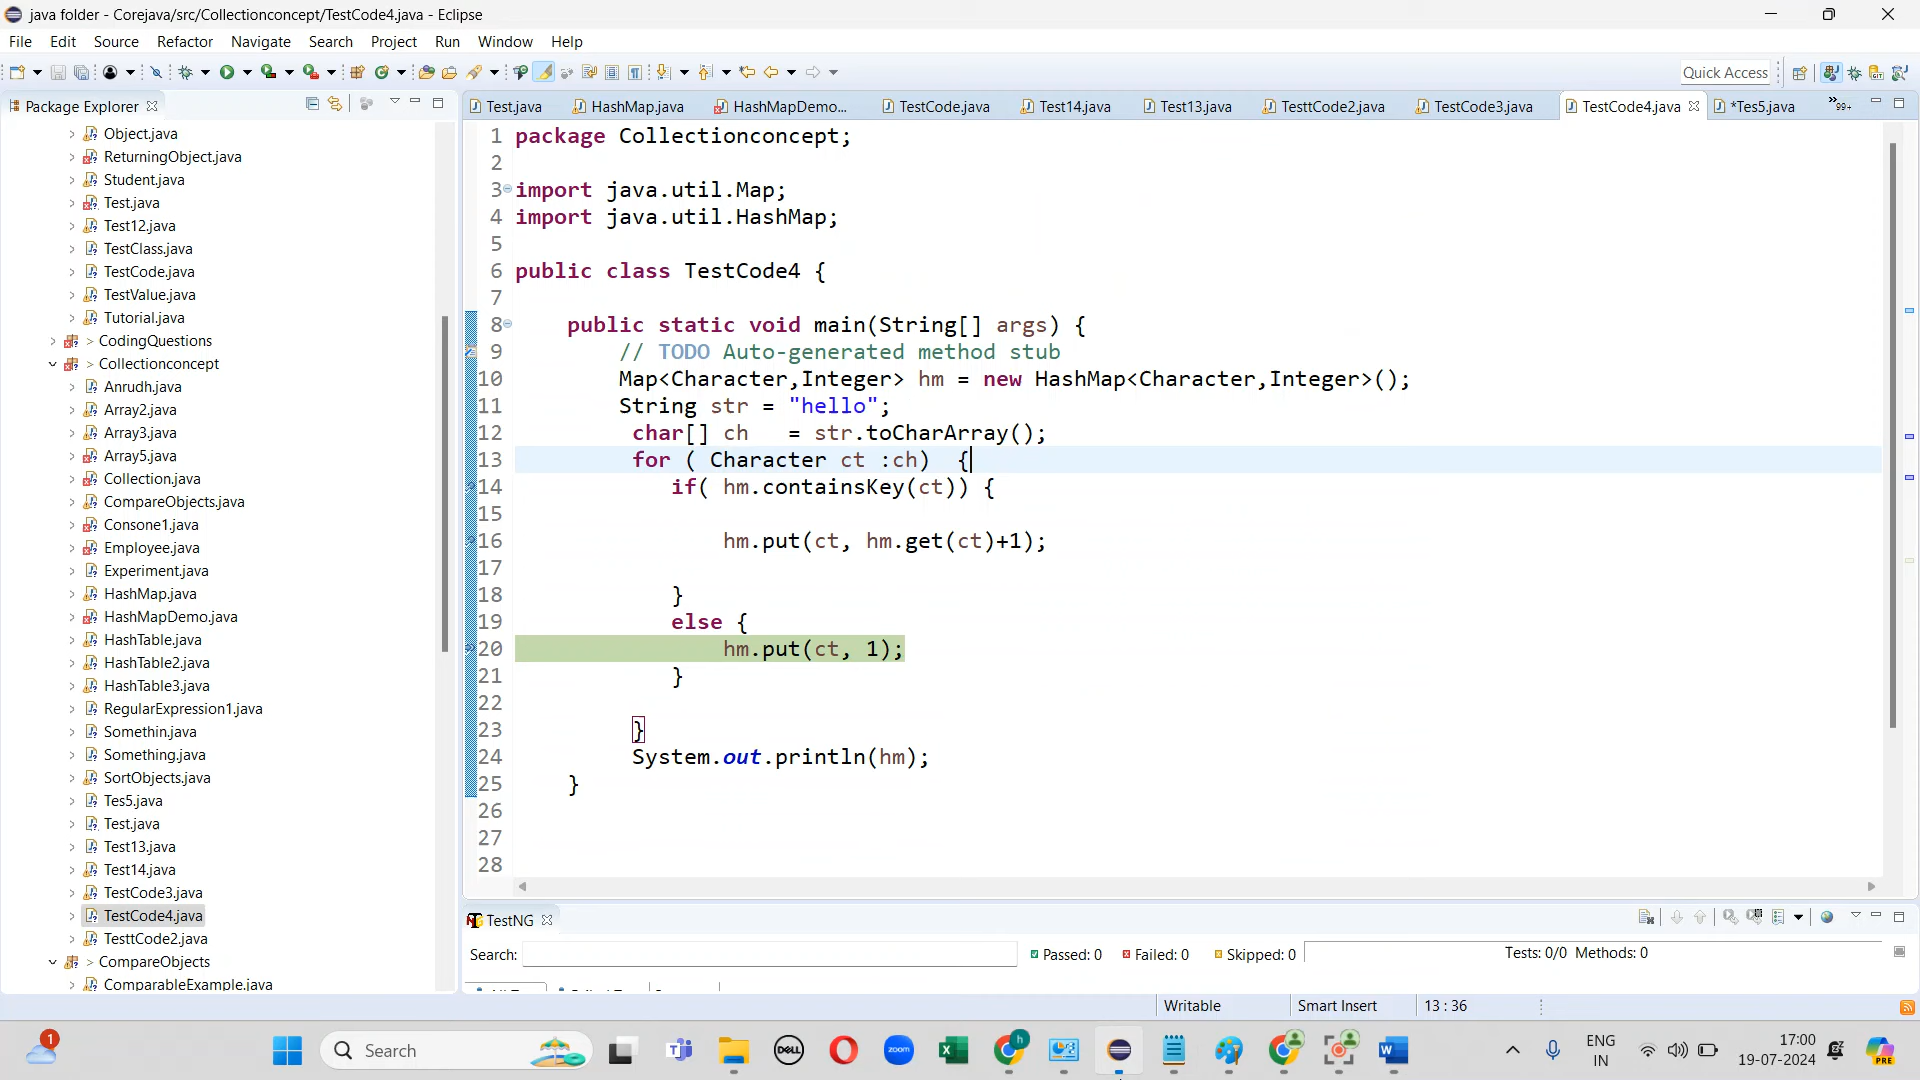 java folder - Corejava/src/Collectionconcept/TestCode4.java - Eclipse
File Edit Source Refactor Navigate Search Project Run Window Help
Quick Access
Package Explorer
Object.java
ReturningObject.java
Student.java
Test.java
Test12.java
TestClass.java
TestCode.java
TestValue.java
Tutorial.java
> CodingQuestions
> Collectionconcept
Anrudh.java
Array2.java
Array3.java
Array5.java
Collection.java
CompareObjects.java
Consone1.java
Employee.java
Experiment.java
HashMap.java
HashMapDemo.java
HashTable.java
HashTable2.java
HashTable3.java
RegularExpression1.java
Somethin.java
Something.java
SortObjects.java
Tes5.java
Test.java
Test13.java
Test14.java
TestCode3.java
TestCode4.java
TesttCode2.java
> CompareObjects
ComparableExample.java
Test.java HashMap.java HashMapDemo... TestCode.java Test14.java Test13.java TesttCode2.java TestCode3.java TestCode4.java *Tes5.java »99+
1 package Collectionconcept;
2
3 import java.util.Map;
4 import java.util.HashMap;
5
6 public class TestCode4 {
7
8 public static void main(String[] args) {
9 // TODO Auto-generated method stub
10 Map<Character,Integer> hm = new HashMap<Character,Integer>();
11 String str = "hello";
12 char[] ch = str.toCharArray();
13 for ( Character ct :ch) {
14 if( hm.containsKey(ct)) {
15
16 hm.put(ct, hm.get(ct)+1);
17
18 }
19 else {
20 hm.put(ct, 1);
21 }
22
23 }
24 System.out.println(hm);
25 }
26
27
28
TestNG
Search: Passed: 0 Failed: 0 Skipped: 0 Tests: 0/0 Methods: 0
Writable Smart Insert 13 : 36
1 Search DELL zoom h ENG IN 17:00 19-07-2024 PRE